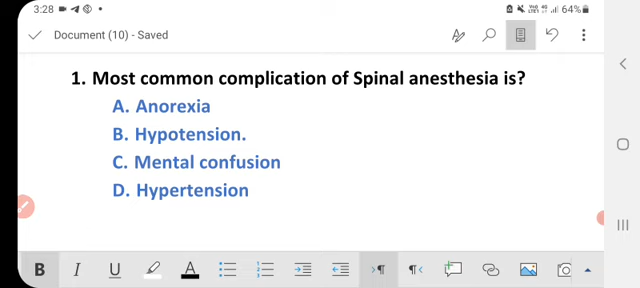 3:28 64%
Document (10) - Saved
1. Most common complication of Spinal anesthesia is?
A. Anorexia
B. Hypotension.
C. Mental confusion
D. Hypertension
B I U A